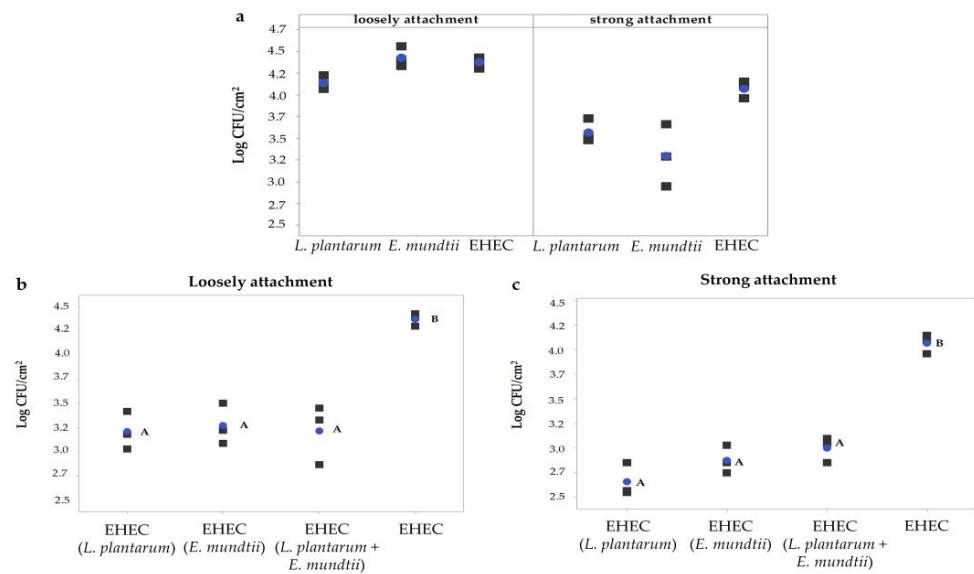 a
loosely attachment strong attachment
4.7
4.5
4.2
4.0
3.7
3.5
3.2
3.0
2.7
2.5
Log CFU/cm²
L. plantarum E. mundtii EHEC L. plantarum E. mundtii EHEC
b
Loosely attachment
4.5
4.2
4.0
3.7
3.5
3.2
3.0
2.7
2.5
Log CFU/cm²
A A A B
EHEC EHEC EHEC EHEC
(L. plantarum) (E. mundtii) (L. plantarum +
E. mundtii)
c
Strong attachment
4.5
4.2
4.0
3.7
3.5
3.2
3.0
2.7
2.5
Log CFU/cm²
A A A B
EHEC EHEC EHEC EHEC
(L. plantarum) (E. mundtii) (L. plantarum +
E. mundtii)